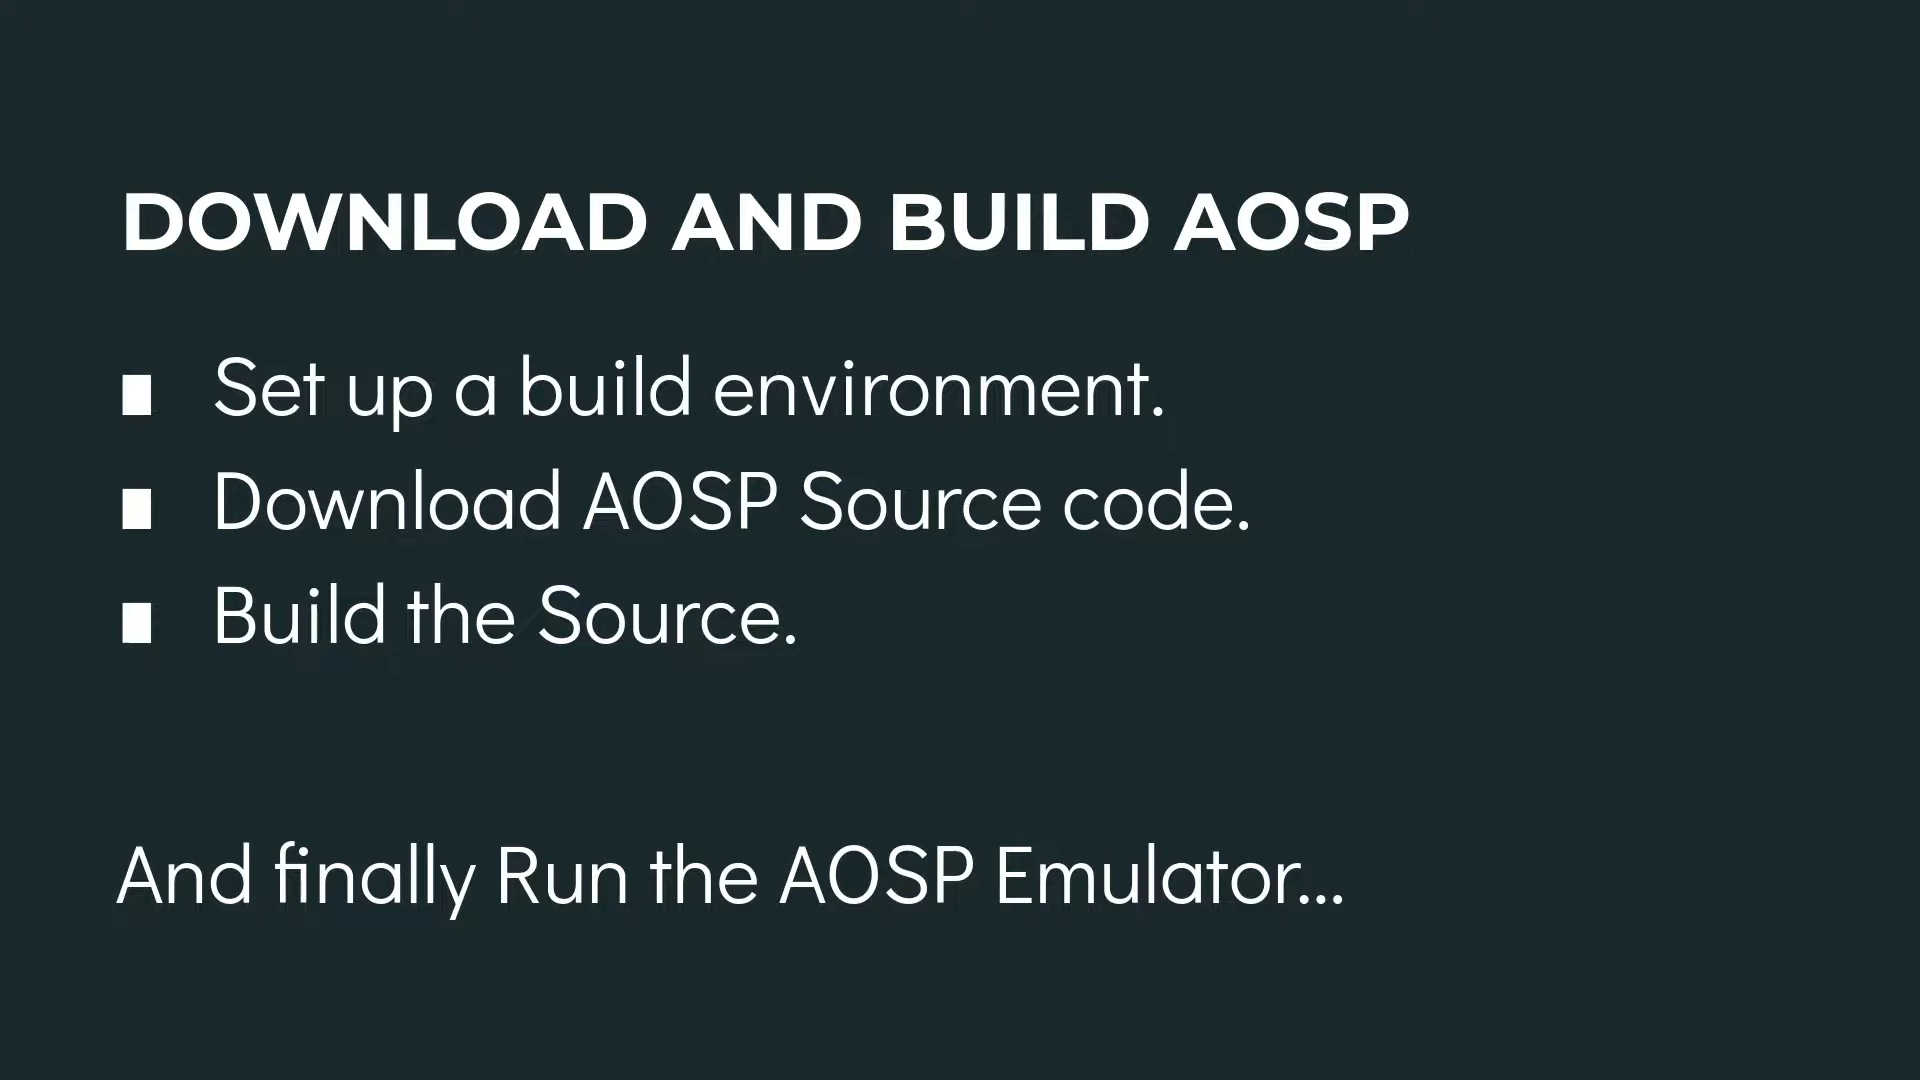 DOWNLOAD AND BUILD AOSP
▪ Set up a build environment.
▪ Download AOSP Source code.
▪ Build the Source.
And finally Run the AOSP Emulator...